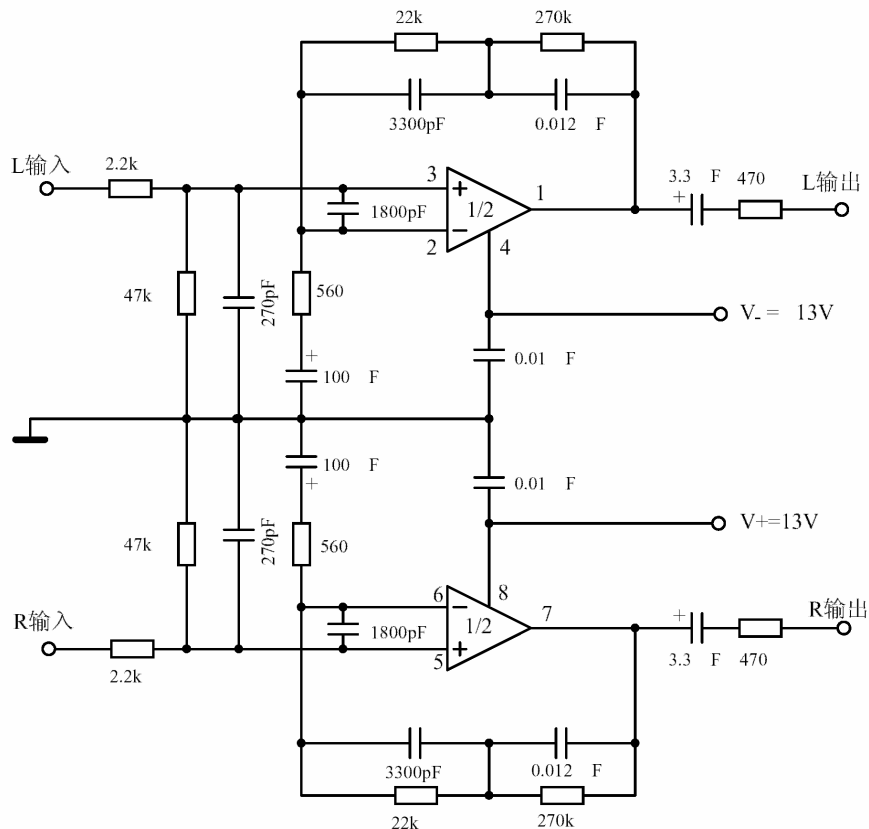 22k 270k
3300pF 0.012 F
L输入 2.2k 3 + 1 3.3 F 470 L输出
1800pF 1/2 +
2 − 4
47k 270pF 560 V- = 13V
+
100 F 0.01 F
100 F 0.01 F
+
47k 270pF 560 V+=13V
6 − 8 7 + R输出
R输入 1800pF 1/2
2.2k 5 + 3.3 F 470
3300pF 0.012 F
22k 270k